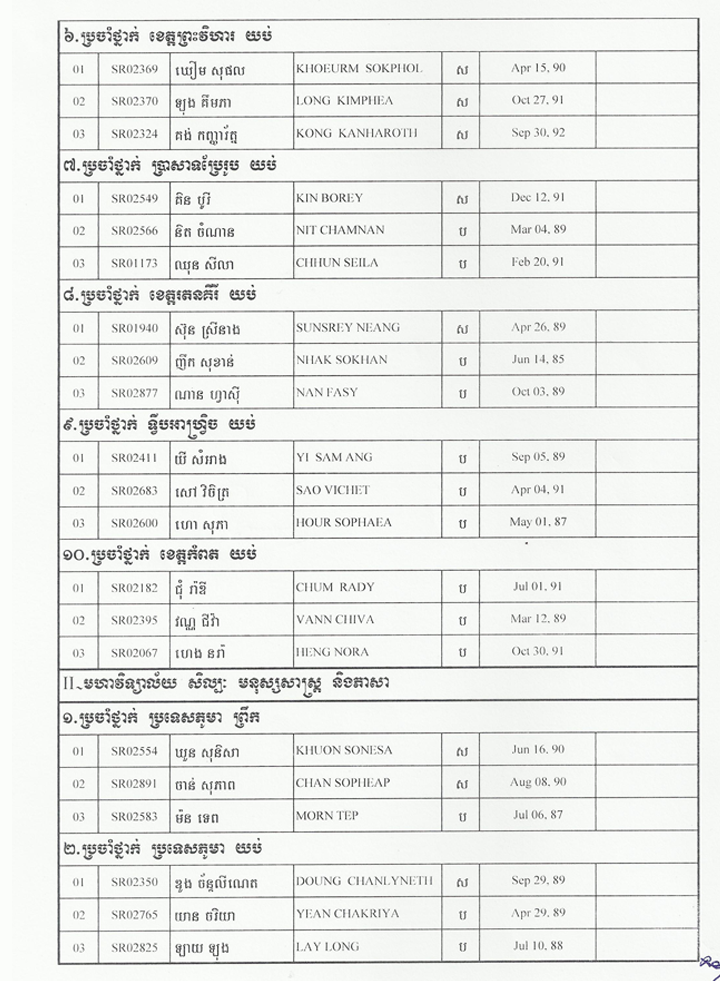 ៦.ប្រចាំថ្នាក់ ខេត្តព្រះវិហារ យប់
01 SR02369 ឃឿម សុផល KHOEURM SOKPHOL ស Apr 15, 90
02 SR02370 ឡុង គីមភា LONG KIMPHEA ស Oct 27, 91
03 SR02324 គង់ កញ្ញារ័ត្ន KONG KANHAROTH ស Sep 30, 92
៧.ប្រចាំថ្នាក់ ប្រាសាទប្រែរូប យប់
01 SR02549 គិន បូរី KIN BOREY ស Dec 12, 91
02 SR02566 និត ចំណាន NIT CHAMNAN ប Mar 04, 89
03 SR01173 ឈុន សីលា CHHUN SEILA ប Feb 20, 91
៨.ប្រចាំថ្នាក់ ខេត្តរតនគីរី យប់
01 SR01940 ស៊ុន ស្រីនាង SUNSREY NEANG ស Apr 26, 89
02 SR02609 ញឹក សុខាន់ NHAK SOKHAN ប Jun 14, 85
03 SR02877 ណាន ហ្វាស៊ី NAN FASY ប Oct 03, 89
៩.ប្រចាំថ្នាក់ ទ្វីបអាហ្វ្រិច យប់
01 SR02411 យី សំអាង YI SAM ANG ប Sep 05, 89
02 SR02683 សៅ វិចិត្រ SAO VICHET ប Apr 04, 91
03 SR02600 ហោ សុភា HOUR SOPHAEA ប May 01, 87
១០.ប្រចាំថ្នាក់ ខេត្តកំពត យប់
01 SR02182 ជុំ រ៉ាឌី CHUM RADY ប Jul 01, 91
02 SR02395 វណ្ណ ជីវ៉ា VANN CHIVA ប Mar 12, 89
03 SR02067 ហេង នរ៉ា HENG NORA ប Oct 30, 91
II.មហាវិទ្យាល័យ សិល្បៈ មនុស្សសាស្ត្រ និងភាសា
១.ប្រចាំថ្នាក់ ប្រទេសភូមា ព្រឹក
01 SR02554 ឃួន សុនិសា KHUON SONESA ស Jun 16, 90
02 SR02891 ចាន់ សុភាព CHAN SOPHEAP ស Aug 08, 90
03 SR02583 ម៉ន ទេព MORN TEP ប Jul 06, 87
២.ប្រចាំថ្នាក់ ប្រទេសភូមា យប់
01 SR02350 ឌួង ច័ន្ទលីណេត DOUNG CHANLYNETH ស Sep 29, 89
02 SR02765 យាន ចរិយា YEAN CHAKRIYA ប Apr 29, 89
03 SR02825 ឡាយ ឡុង LAY LONG ប Jul 10, 88